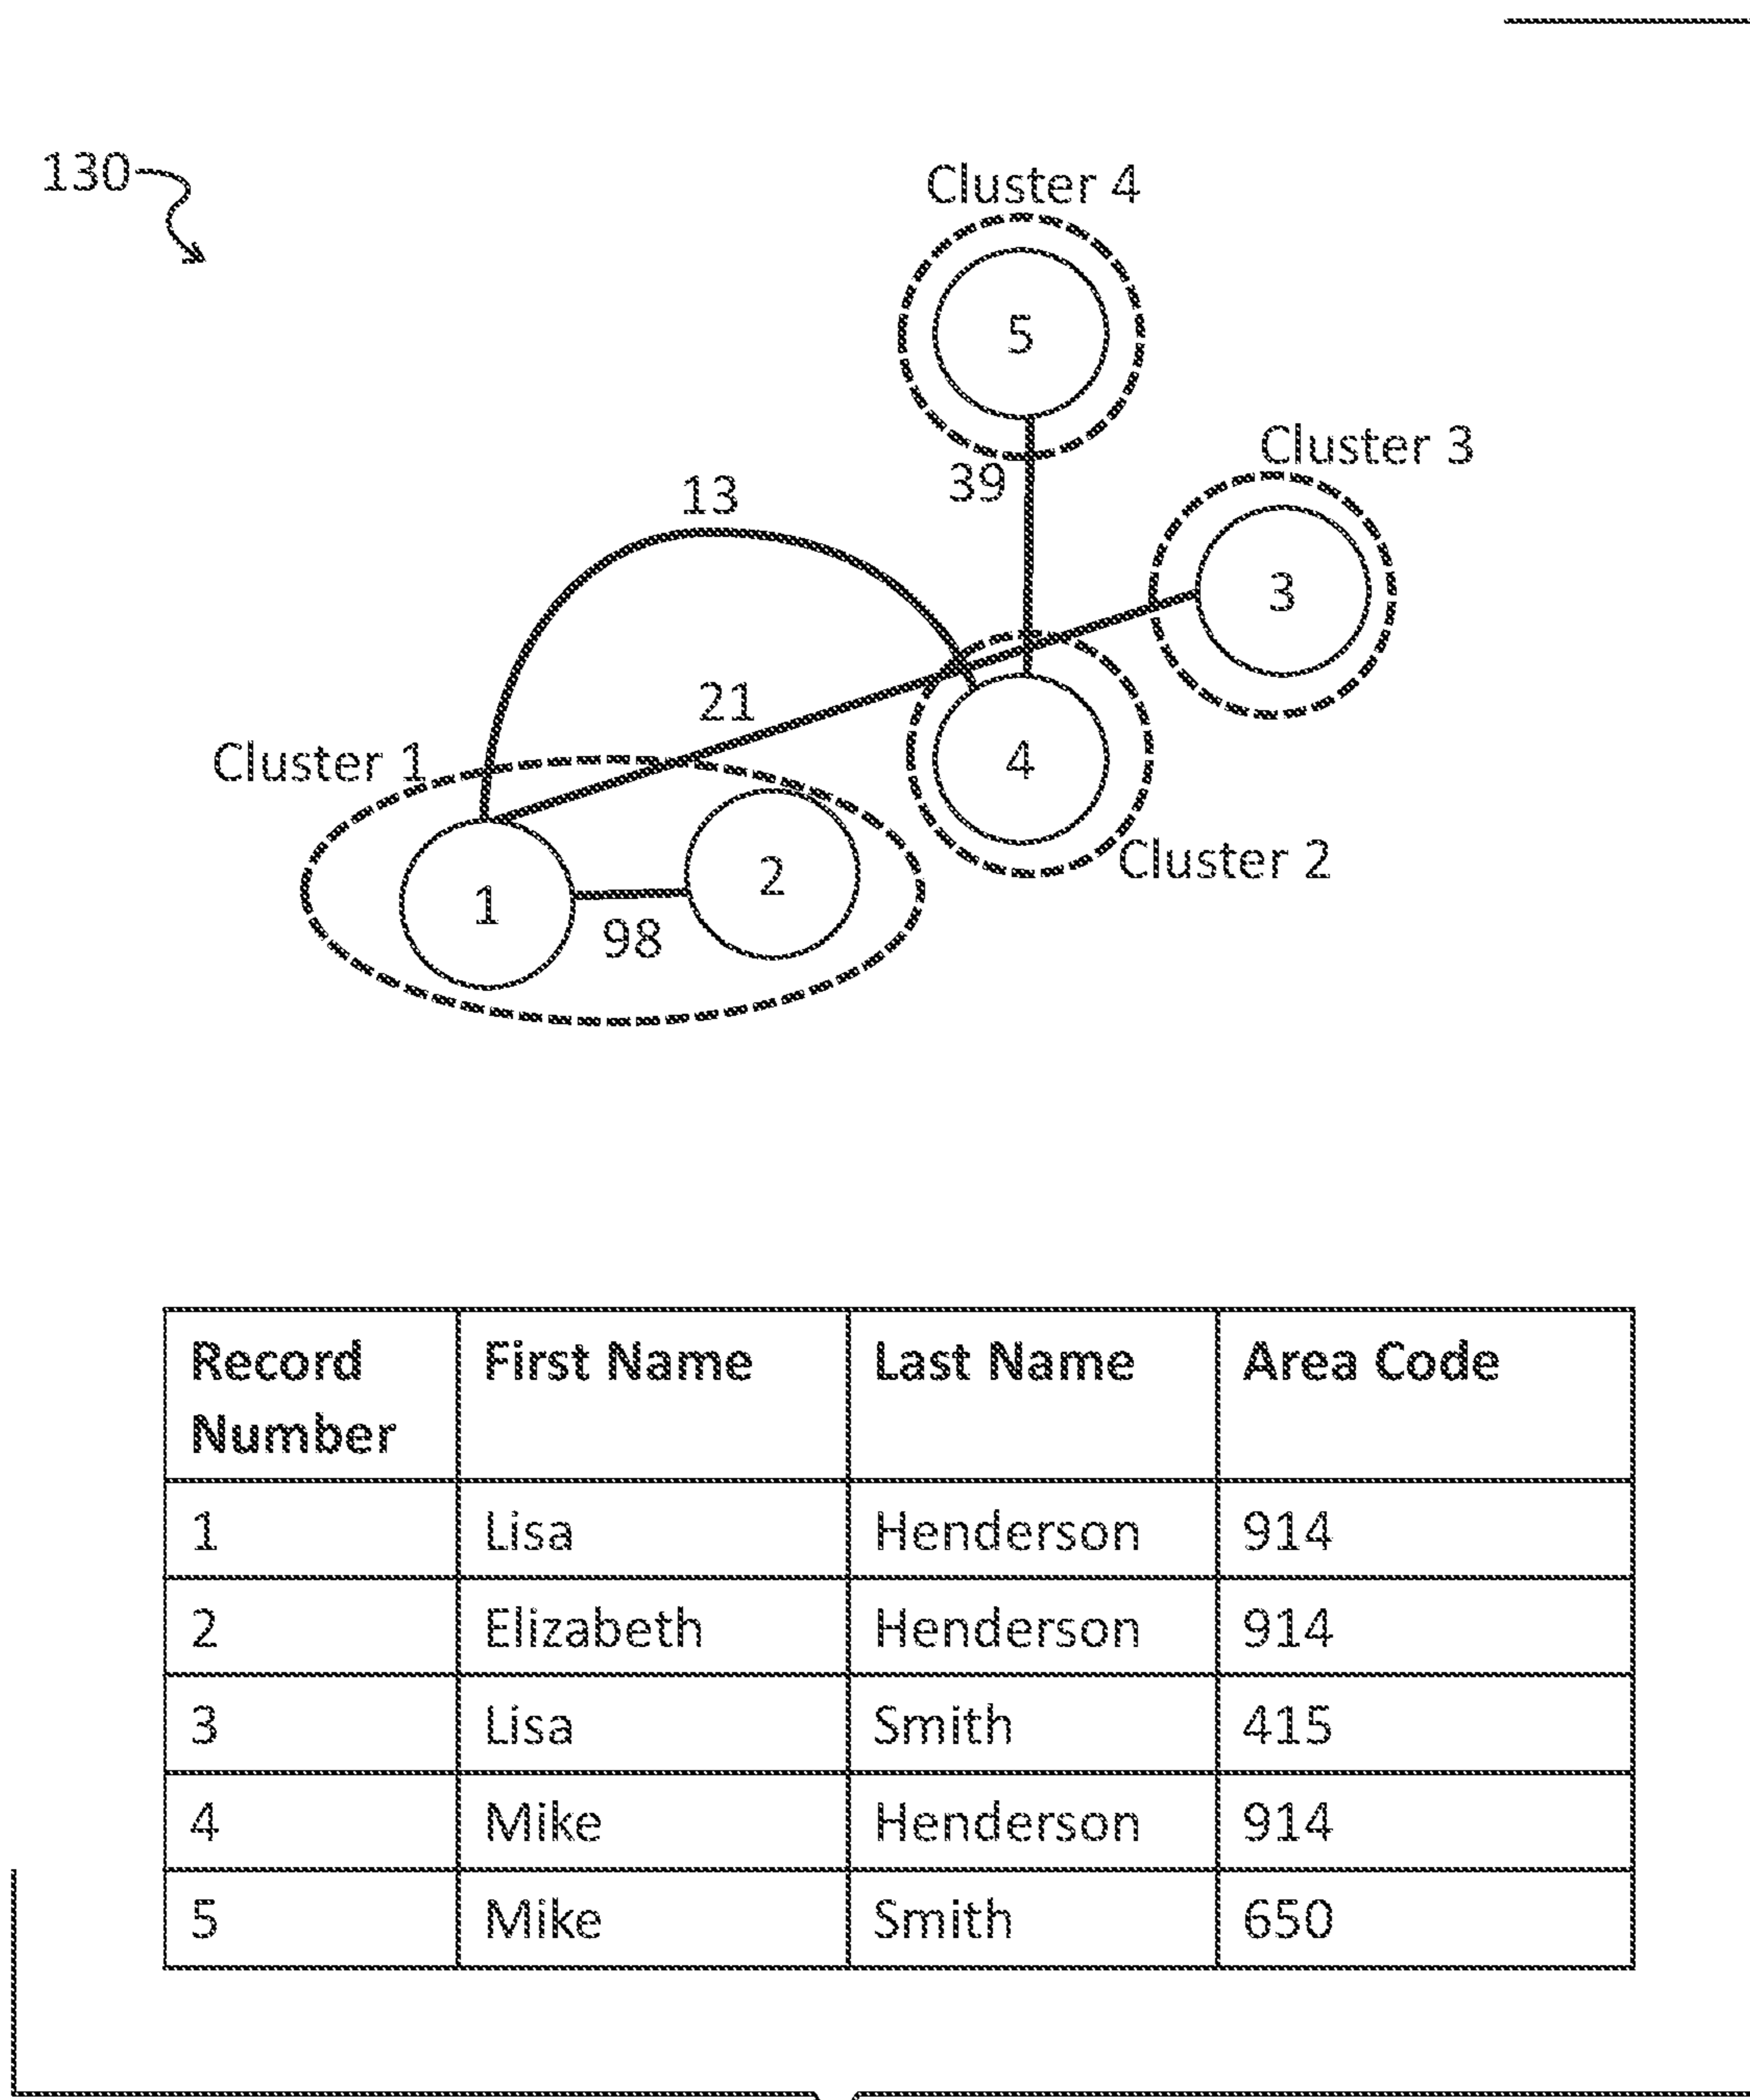 130
Cluster 4
5
Cluster 3
39
13
3
21
4
Cluster 1
Cluster 2
2
1
98
Record Number First Name Last Name Area Code
1 Lisa Henderson 914
2 Elizabeth Henderson 914
3 Lisa Smith 415
4 Mike Henderson 914
5 Mike Smith 650